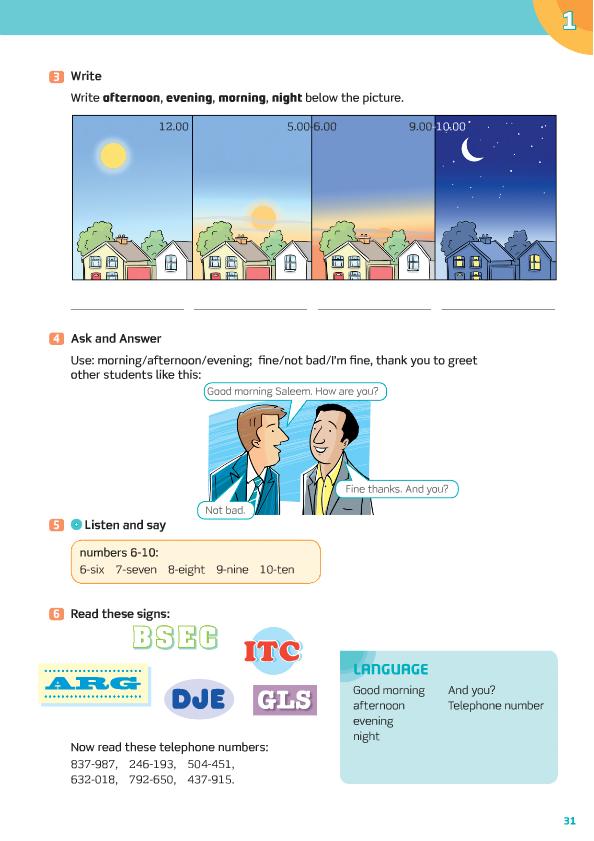 1
3 Write
Write afternoon, evening, morning, night below the picture.
12.00 5.00-6.00 9.00-10.00
4 Ask and Answer
Use: morning/afternoon/evening; fine/not bad/I'm fine, thank you to greet
other students like this:
Good morning Saleem. How are you?
Fine thanks. And you?
Not bad.
5 Listen and say
numbers 6-10:
6-six 7-seven 8-eight 9-nine 10-ten
6 Read these signs:
BSEC
ITC
ARG
DJE
GLS
Now read these telephone numbers:
837-987, 246-193, 504-451,
632-018, 792-650, 437-915.
LANGUAGE
Good morning And you?
afternoon Telephone number
evening
night
31